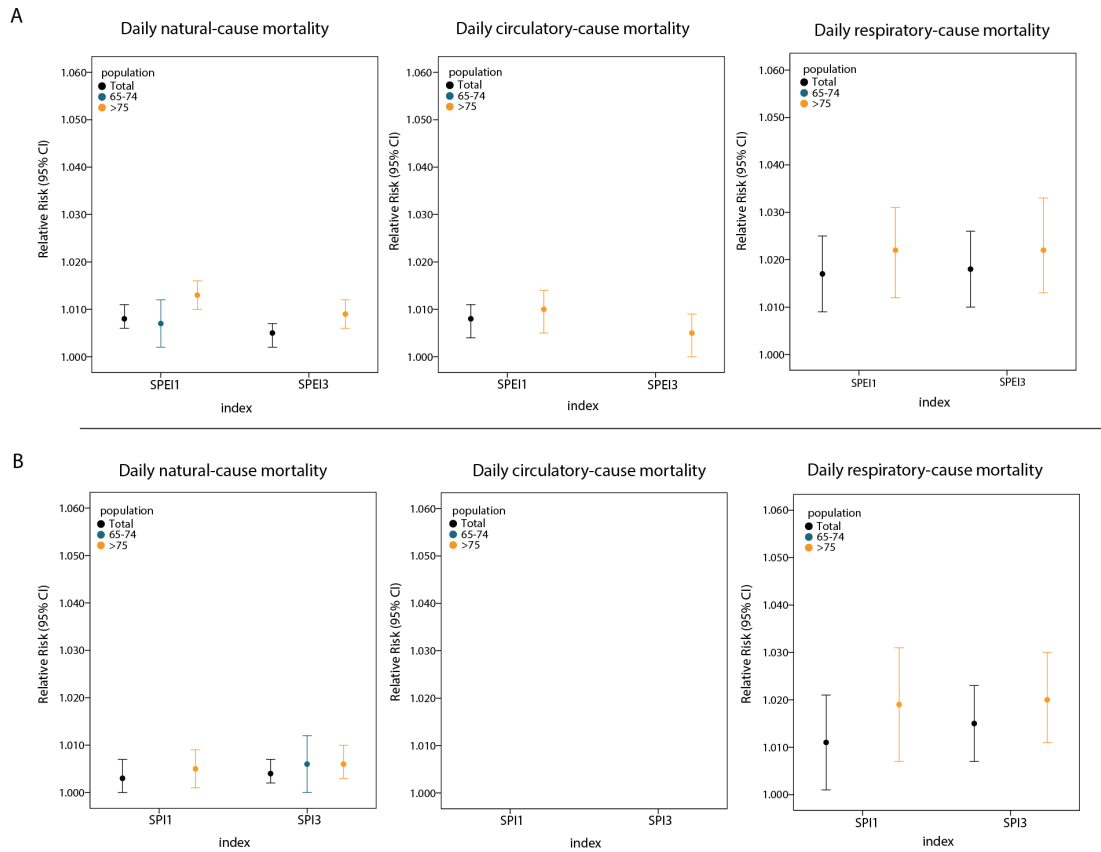 A
Daily natural-cause mortality
Daily circulatory-cause mortality
Daily respiratory-cause mortality
population
Total
65-74
>75
1.060
1.050
1.040
1.030
1.020
1.010
1.000
Relative Risk (95% CI)
SPEI1
SPEI3
index
population
Total
65-74
>75
1.060
1.050
1.040
1.030
1.020
1.010
1.000
Relative Risk (95% CI)
SPEI1
SPEI3
index
population
Total
65-74
>75
1.060
1.050
1.040
1.030
1.020
1.010
1.000
Relative Risk (95% CI)
SPEI1
SPEI3
index
B
Daily natural-cause mortality
Daily circulatory-cause mortality
Daily respiratory-cause mortality
population
Total
65-74
>75
1.060
1.050
1.040
1.030
1.020
1.010
1.000
Relative Risk (95% CI)
SPI1
SPI3
index
population
Total
65-74
>75
1.060
1.050
1.040
1.030
1.020
1.010
1.000
Relative Risk (95% CI)
SPI1
SPI3
index
population
Total
65-74
>75
1.060
1.050
1.040
1.030
1.020
1.010
1.000
Relative Risk (95% CI)
SPI1
SPI3
index